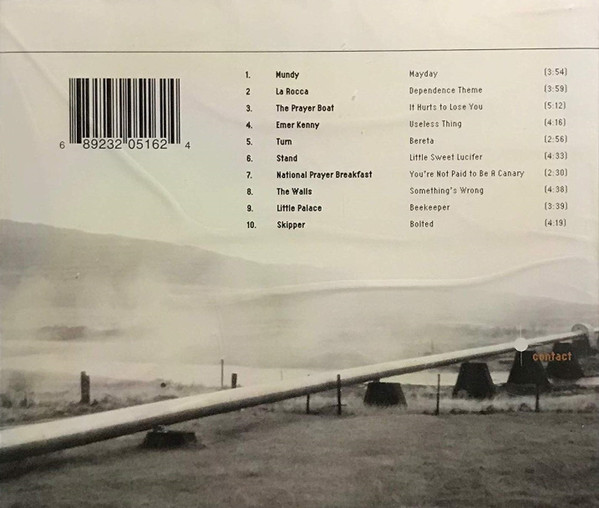 1. Mundy Mayday (3:54)
2 La Rocca Dependence Theme (3:59)
3. The Prayer Boat It Hurts to Lose You (5:12)
4. Emer Kenny Useless Thing (4:16)
5. Turn Bereta (2:56)
6. Stand Little Sweet Lucifer (4:33)
7. National Prayer Breakfast You're Not Paid to Be A Canary (2:30)
8. The Walls Something's Wrong (4:38)
9. Little Palace Beekeeper (3:39)
10. Skipper Bolted (4:19)
6 89232 05162 4
contact